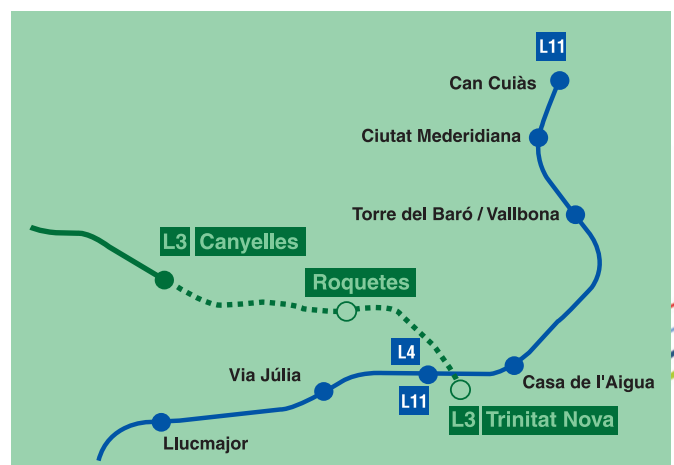 L11
Can Cuiàs
Ciutat Mederidiana
Torre del Baró / Vallbona
L3 Canyelles
Roquetes
L4
Via Júlia
L11
Casa de l'Aigua
L3 Trinitat Nova
Llucmajor